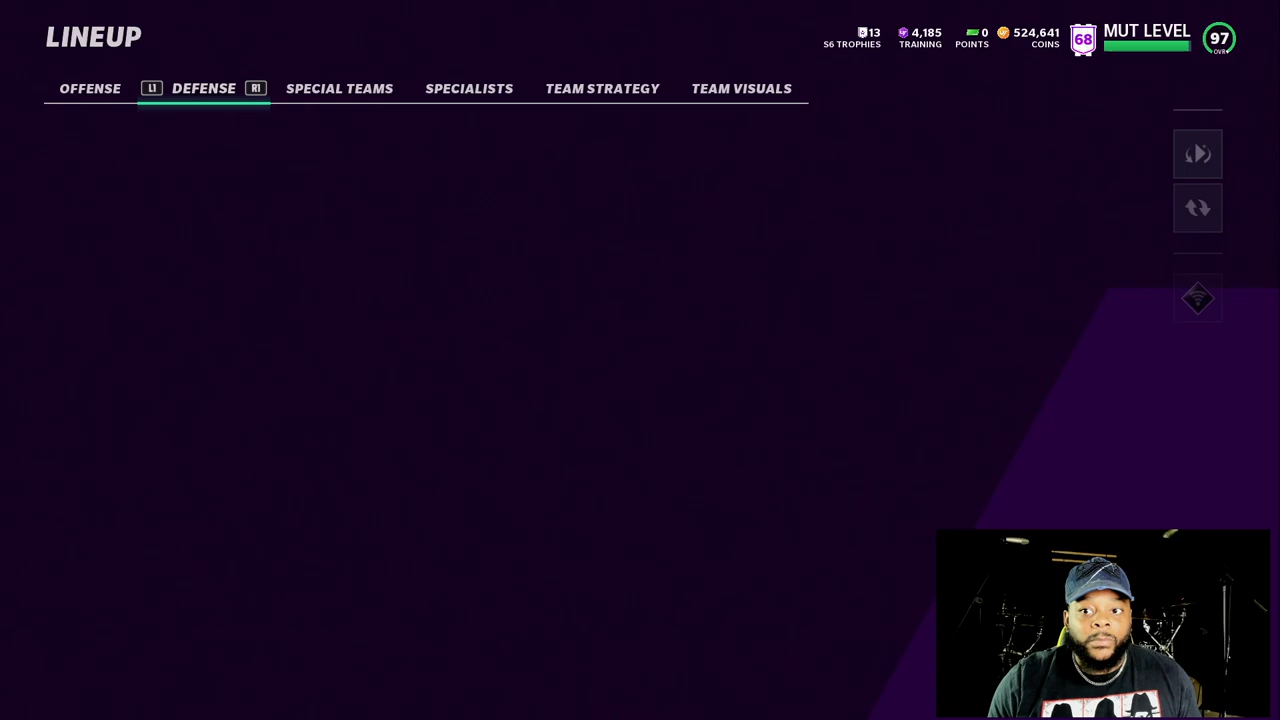 LINEUP
13
S6 TROPHIES
4,185
TRAINING
0
POINTS
524,641
COINS
68
MUT LEVEL
97
OVR
OFFENSE
L1
DEFENSE
R1
SPECIAL TEAMS
SPECIALISTS
TEAM STRATEGY
TEAM VISUALS